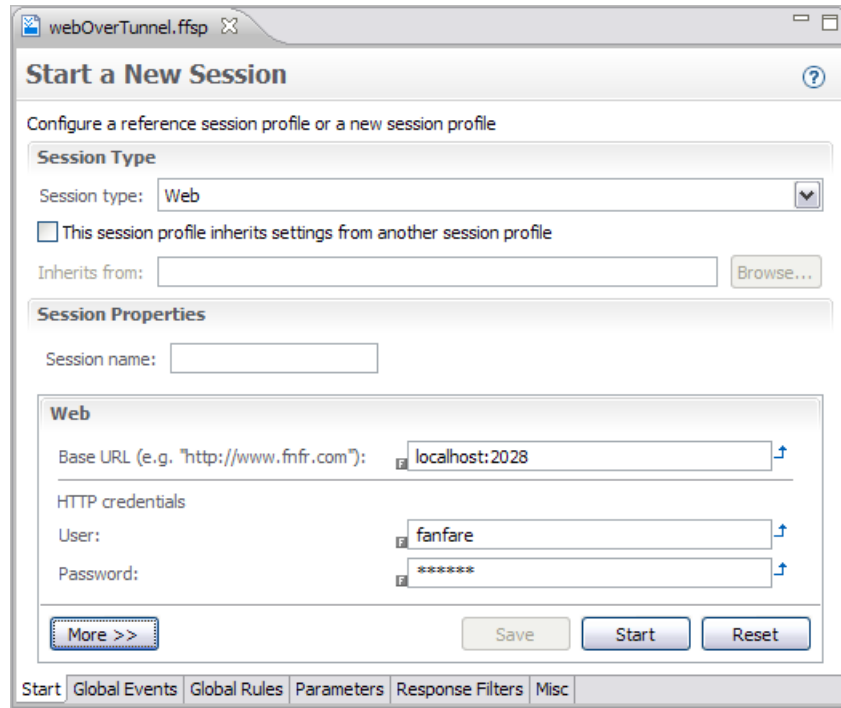 webOverTunnel.ffsp
Start a New Session
Configure a reference session profile or a new session profile
Session Type
Session type: Web
This session profile inherits settings from another session profile
Inherits from: Browse...
Session Properties
Session name:
Web
Base URL (e.g. "http://www.fnfr.com"): F localhost:2028
HTTP credentials
User: F fanfare
Password: F ******
More >> Save Start Reset
Start Global Events Global Rules Parameters Response Filters Misc